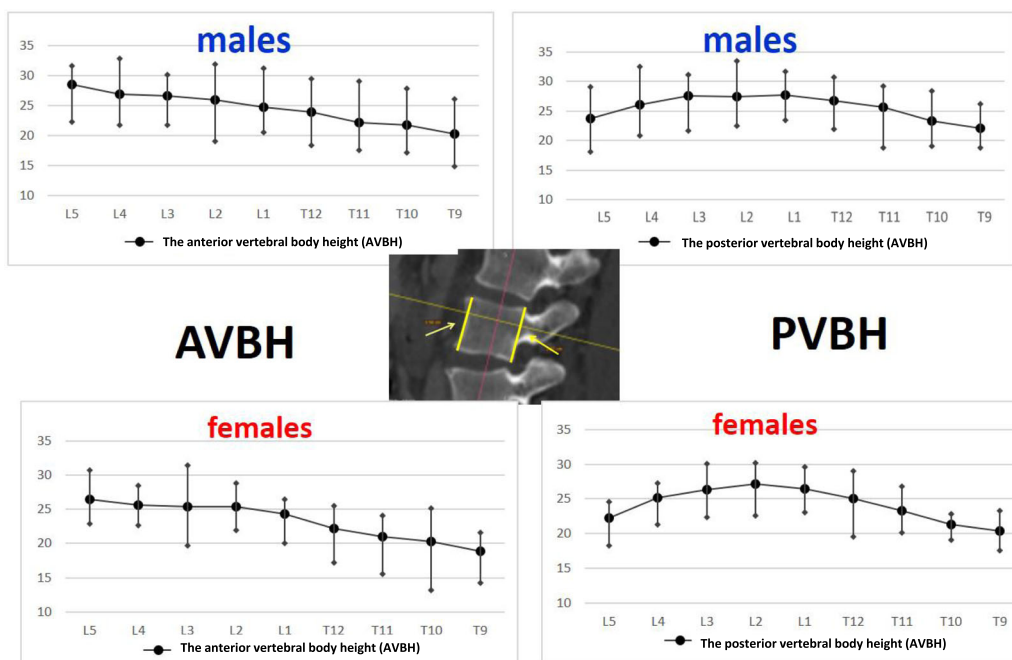 males
35
30
25
20
15
10
L5 L4 L3 L2 L1 T12 T11 T10 T9
The anterior vertebral body height (AVBH)
males
35
30
25
20
15
10
L5 L4 L3 L2 L1 T12 T11 T10 T9
The posterior vertebral body height (AVBH)
AVBH
PVBH
females
35
30
25
20
15
10
L5 L4 L3 L2 L1 T12 T11 T10 T9
The anterior vertebral body height (AVBH)
females
35
30
25
20
15
10
L5 L4 L3 L2 L1 T12 T11 T10 T9
The posterior vertebral body height (AVBH)